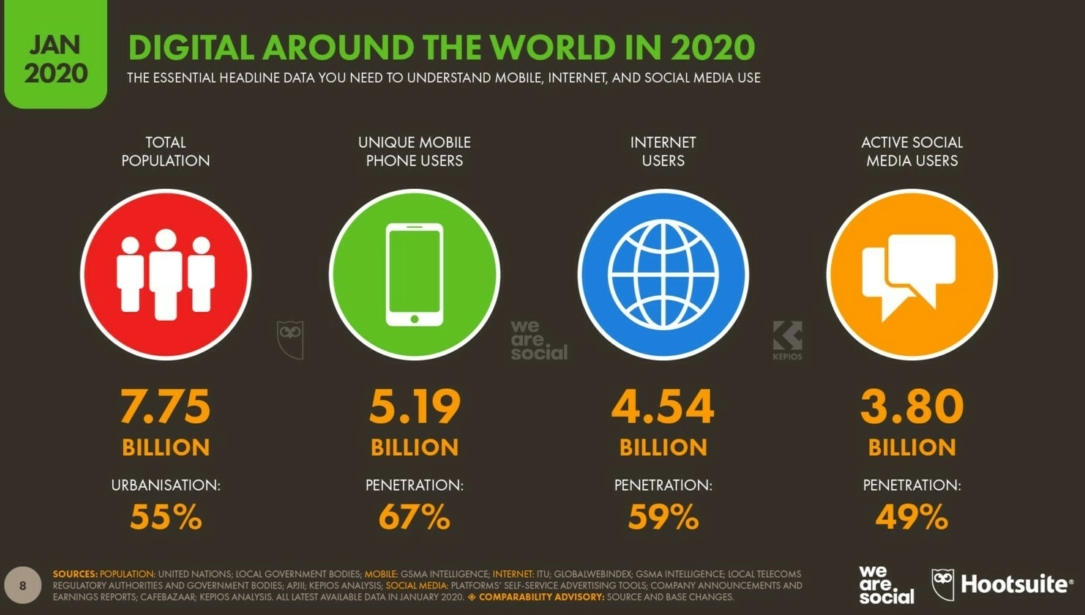 JAN
2020
DIGITAL AROUND THE WORLD IN 2020
THE ESSENTIAL HEADLINE DATA YOU NEED TO UNDERSTAND MOBILE, INTERNET, AND SOCIAL MEDIA USE
TOTAL
POPULATION
UNIQUE MOBILE
PHONE USERS
INTERNET
USERS
ACTIVE SOCIAL
MEDIA USERS
we
are
social
KEPIOS
7.75
BILLION
5.19
BILLION
4.54
BILLION
3.80
BILLION
URBANISATION:
55%
PENETRATION:
67%
PENETRATION:
59%
PENETRATION:
49%
8
SOURCES: POPULATION: UNITED NATIONS; LOCAL GOVERNMENT BODIES; MOBILE: GSMA INTELLIGENCE; INTERNET: ITU; GLOBALWEBINDEX; GSMA INTELLIGENCE; LOCAL TELECOMS
REGULATORY AUTHORITIES AND GOVERNMENT BODIES; APJII; KEPIOS ANALYSIS; SOCIAL MEDIA: PLATFORMS' SELF-SERVICE ADVERTISING TOOLS; COMPANY ANNOUNCEMENTS AND
EARNINGS REPORTS; CAFEBAZAAR; KEPIOS ANALYSIS. ALL LATEST AVAILABLE DATA IN JANUARY 2020. ◈ COMPARABILITY ADVISORY: SOURCE AND BASE CHANGES.
we
are
social
Hootsuite®